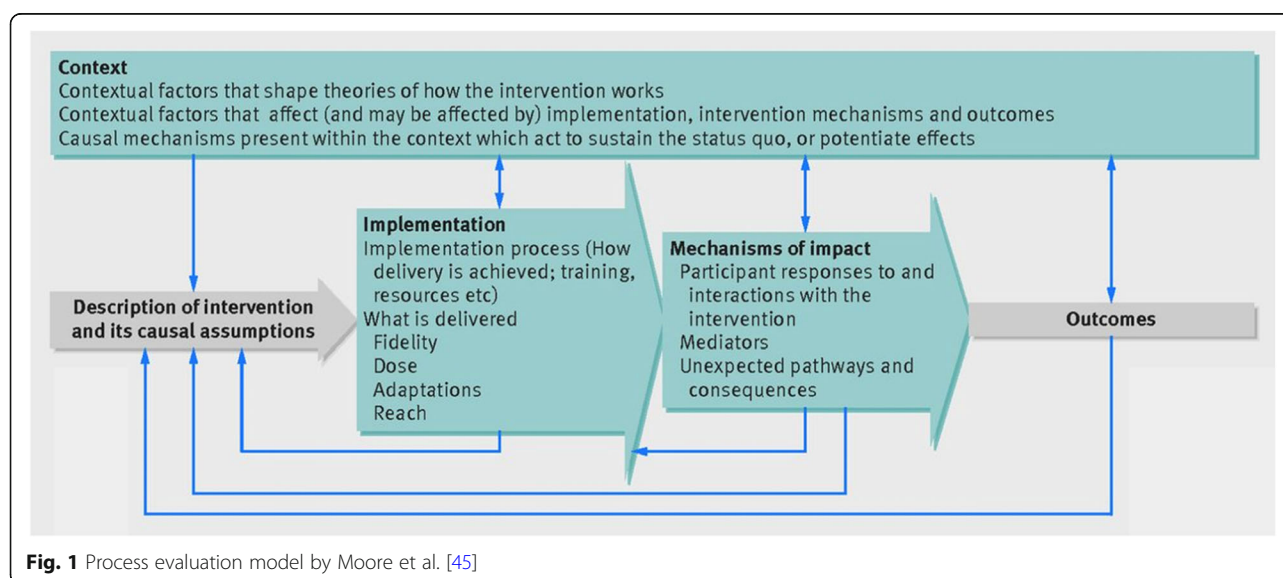 Context
Contextual factors that shape theories of how the intervention works
Contextual factors that affect (and may be affected by) implementation, intervention mechanisms and outcomes
Causal mechanisms present within the context which act to sustain the status quo, or potentiate effects
Description of intervention
and its causal assumptions
Implementation
Implementation process (How
delivery is achieved; training,
resources etc)
What is delivered
Fidelity
Dose
Adaptations
Reach
Mechanisms of impact
Participant responses to and
interactions with the
intervention
Mediators
Unexpected pathways and
consequences
Outcomes
Fig. 1 Process evaluation model by Moore et al. [45]